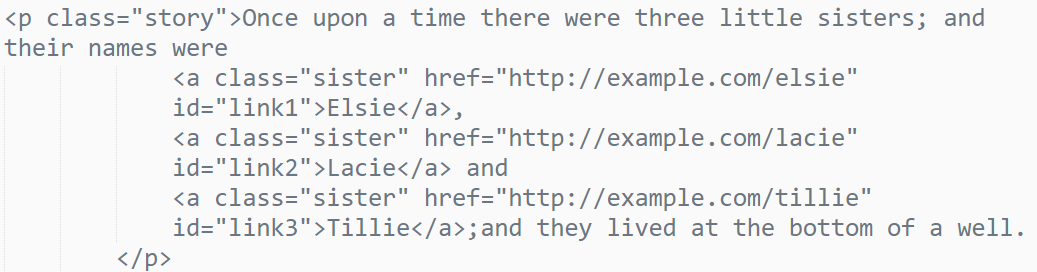 <p class="story">Once upon a time there were three little sisters; and
their names were
<a class="sister" href="http://example.com/elsie"
id="link1">Elsie</a>,
<a class="sister" href="http://example.com/lacie"
id="link2">Lacie</a> and
<a class="sister" href="http://example.com/tillie"
id="link3">Tillie</a>;and they lived at the bottom of a well.
</p>